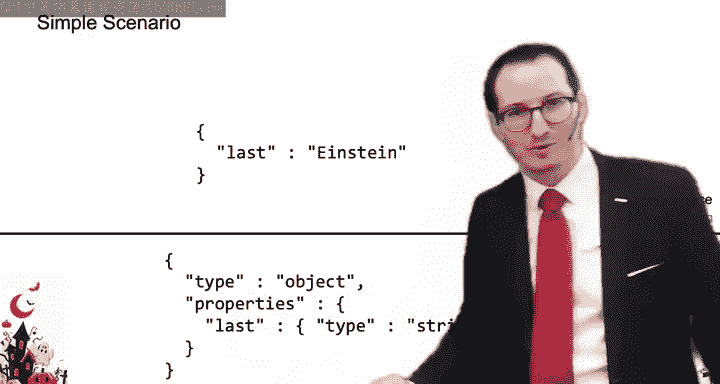 Simple Scenario
{
"last" : "Einstein"
}
{
"type" : "object",
"properties" : {
"last" : { "type" : "stri
}
}